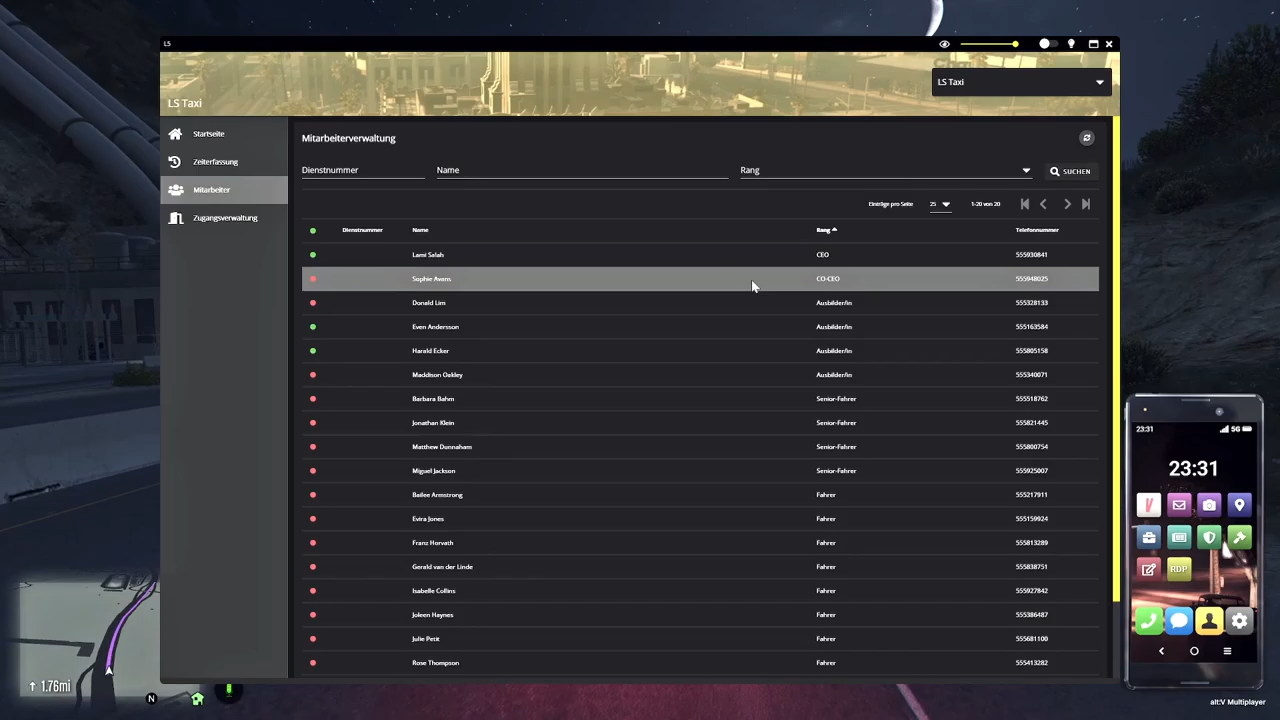 LS
LS Taxi
LS Taxi
Startseite
Zeiterfassung
Mitarbeiter
Zugangsverwaltung
Mitarbeiterverwaltung
Dienstnummer Name Rang SUCHEN
Einträge pro Seite 25 1-20 von 20
Dienstnummer Name Rang Telefonnummer
Lami Salah CEO 555930841
Sophie Avans CO-CEO 555948025
Donald Lim Ausbilder/in 555328133
Even Andersson Ausbilder/in 555163584
Harald Ecker Ausbilder/in 555805158
Maddison Oakley Ausbilder/in 555340071
Barbara Bahm Senior-Fahrer 555518762
Jonathan Klein Senior-Fahrer 555821445
Matthew Dunnaham Senior-Fahrer 555800754
Miguel Jackson Senior-Fahrer 555925007
Bailee Armstrong Fahrer 555217911
Evira Jones Fahrer 555159924
Franz Horvath Fahrer 555813289
Gerald van der Linde Fahrer 555838751
Isabelle Collins Fahrer 555927842
Joleen Haynes Fahrer 555386487
Julie Petit Fahrer 555681100
Rose Thompson Fahrer 555413282
23:31 5G
23:31
RDP
1.76mi
N
alt:V Multiplayer